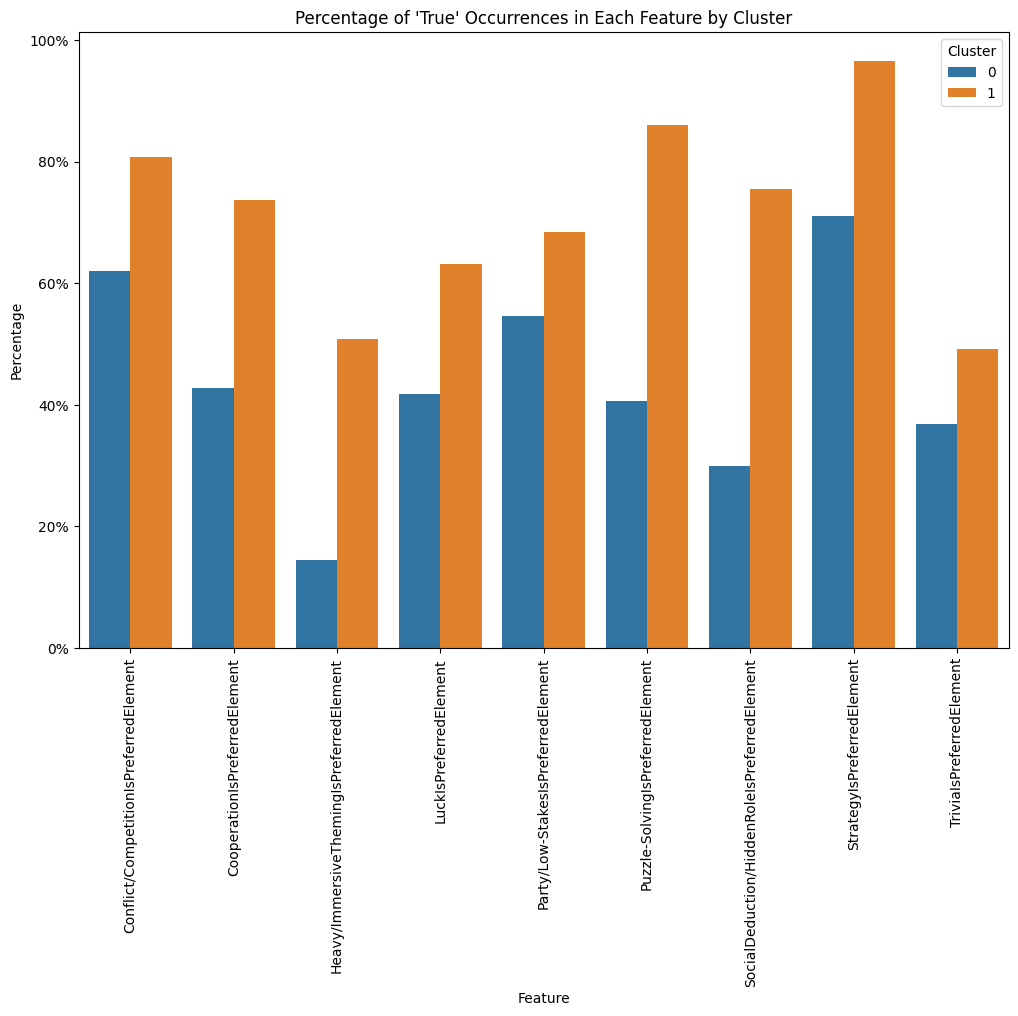 Percentage of 'True' Occurrences in Each Feature by Cluster
Cluster
0
1
Percentage
100%
80%
60%
40%
20%
0%
Conflict/CompetitionIsPreferredElement
CooperationIsPreferredElement
Heavy/ImmersiveThemingIsPreferredElement
LuckIsPreferredElement
Party/Low-StakesIsPreferredElement
Puzzle-SolvingIsPreferredElement
SocialDeduction/HiddenRoleIsPreferredElement
StrategyIsPreferredElement
TriviaIsPreferredElement
Feature